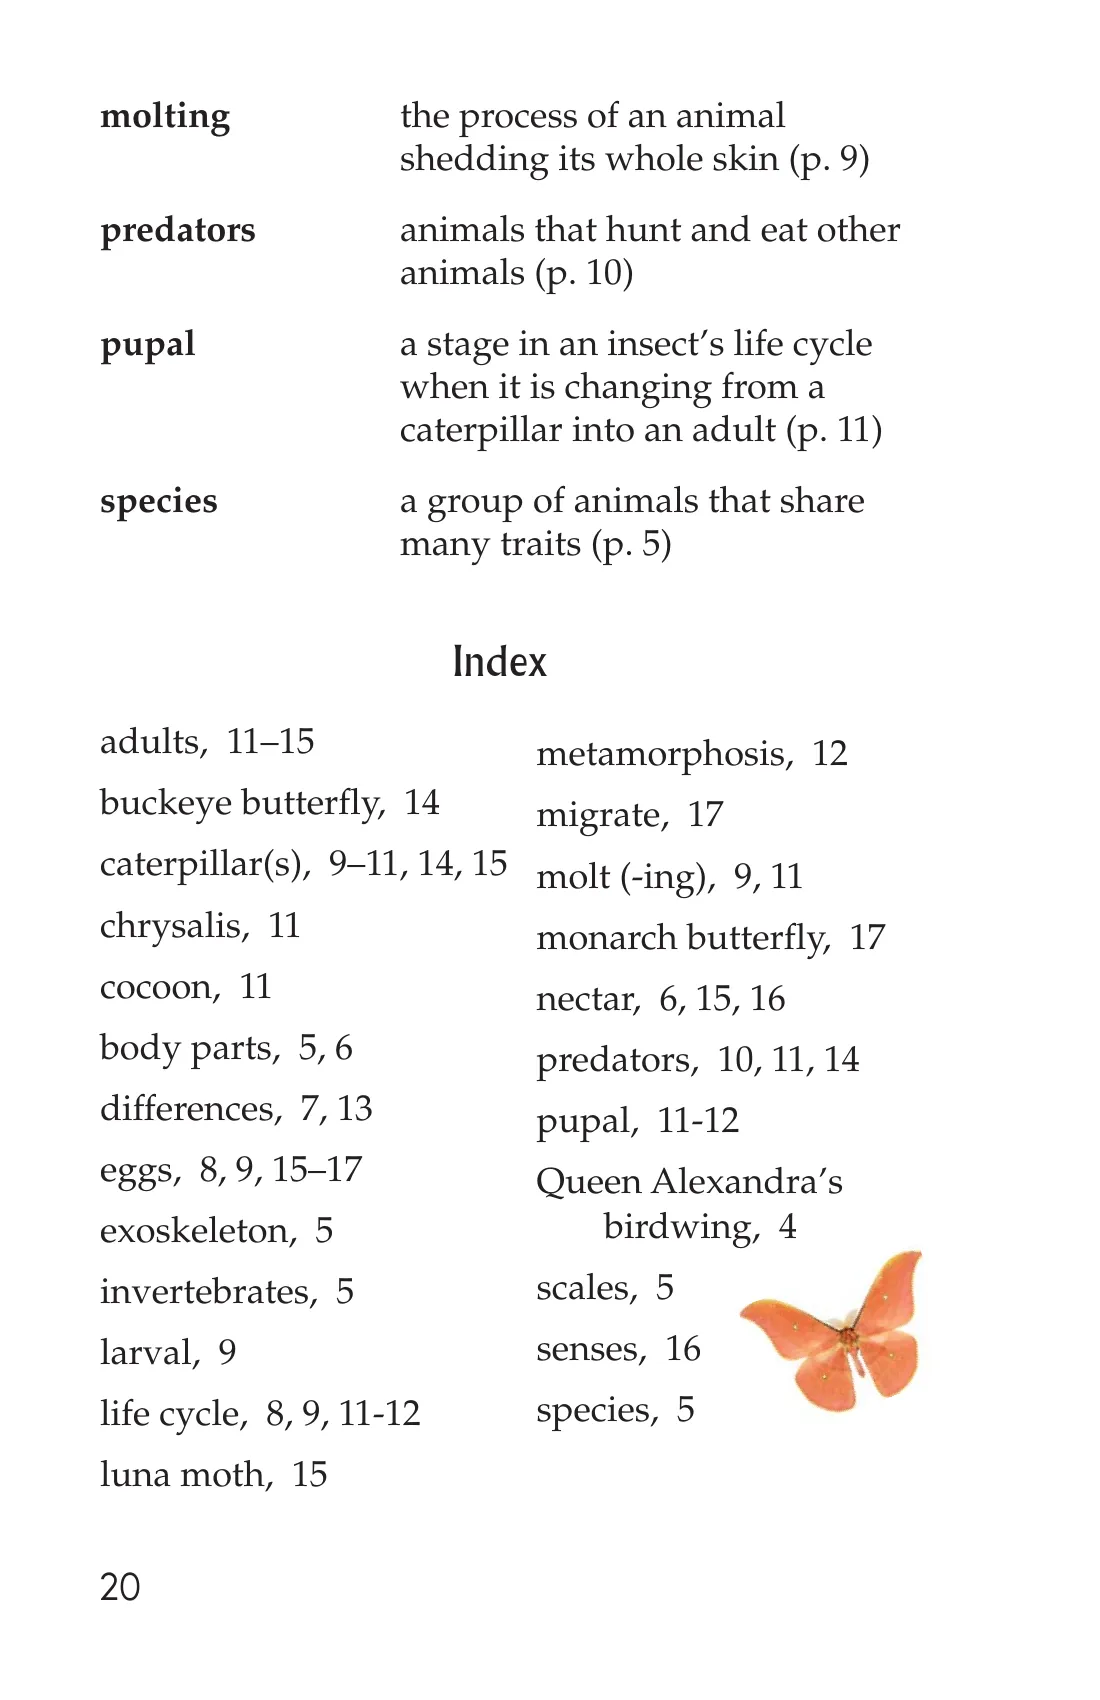 molting
the process of an animal
shedding its whole skin (p. 9)
predators
animals that hunt and eat other
animals (p. 10)
pupal
a stage in an insect’s life cycle
when it is changing from a
caterpillar into an adult (p. 11)
species
a group of animals that share
many traits (p. 5)
Index
adults, 11–15
buckeye butterfly, 14
caterpillar(s), 9–11, 14, 15
chrysalis, 11
cocoon, 11
body parts, 5, 6
differences, 7, 13
eggs, 8, 9, 15–17
exoskeleton, 5
invertebrates, 5
larval, 9
life cycle, 8, 9, 11-12
luna moth, 15
metamorphosis, 12
migrate, 17
molt (-ing), 9, 11
monarch butterfly, 17
nectar, 6, 15, 16
predators, 10, 11, 14
pupal, 11-12
Queen Alexandra’s
birdwing, 4
scales, 5
senses, 16
species, 5
20